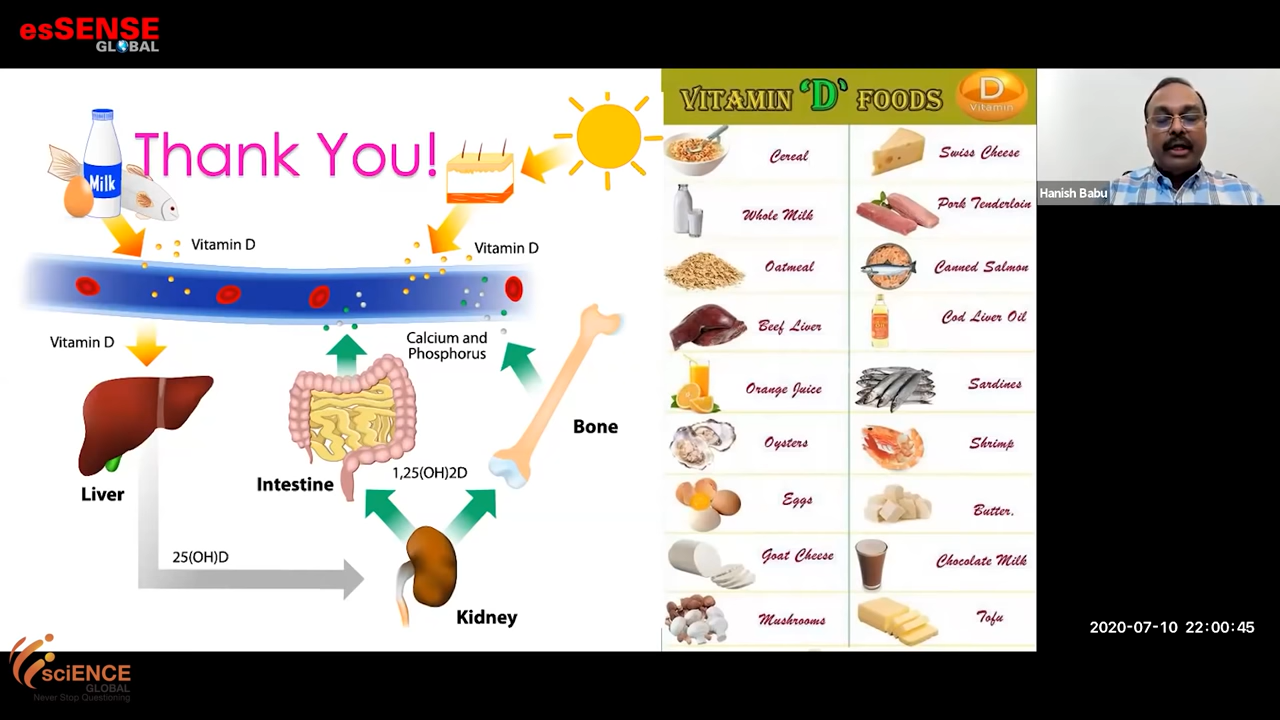 esSENSE
GLOBAL
Thank You!
Milk
Vitamin D
Vitamin D
Vitamin D
Calcium and
Phosphorus
Bone
Liver
Intestine
1,25(OH)2D
25(OH)D
Kidney
VITAMIN 'D' FOODS
D
Vitamin
Cereal
Swiss Cheese
Whole Milk
Pork Tenderloin
Oatmeal
Canned Salmon
Beef Liver
Cod Liver Oil
Orange Juice
Sardines
Oysters
Shrimp
Eggs
Butter.
Goat Cheese
Chocolate Milk
Mushrooms
Tofu
Hanish Babu
2020-07-10 22:00:45
sciENCE
GLOBAL
Never Stop Questioning